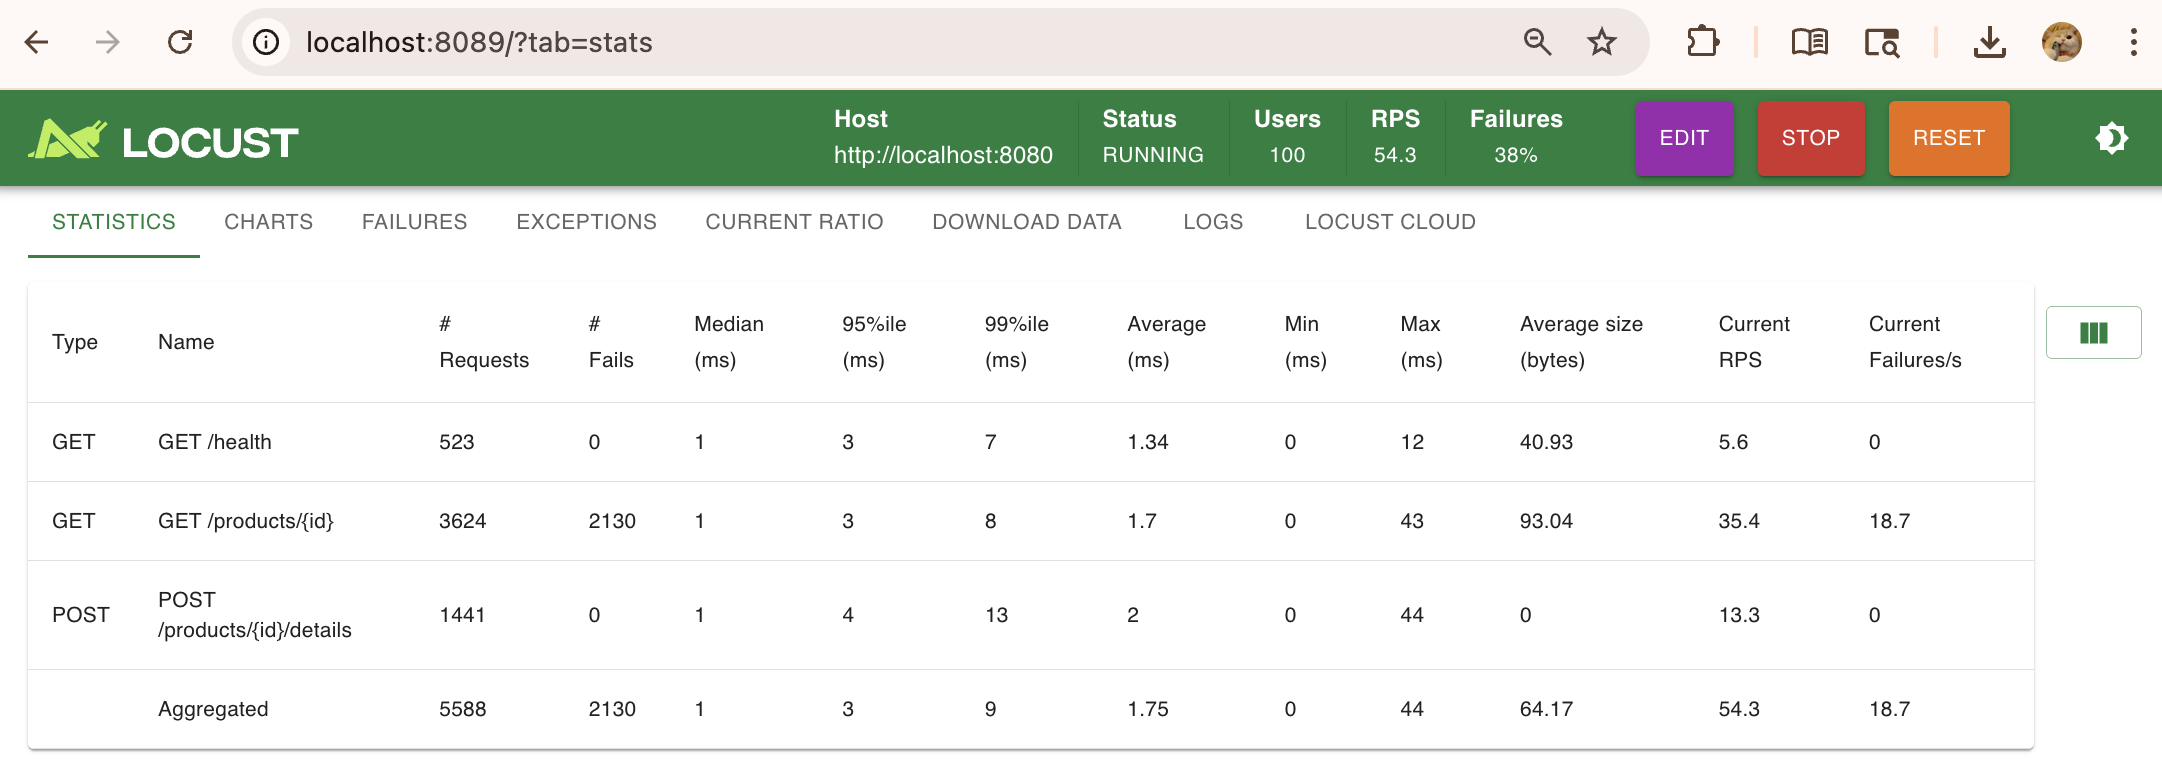 localhost:8089/?tab=stats
LOCUST
Host
http://localhost:8080
Status
RUNNING
Users
100
RPS
54.3
Failures
38%
EDIT
STOP
RESET
STATISTICS CHARTS FAILURES EXCEPTIONS CURRENT RATIO DOWNLOAD DATA LOGS LOCUST CLOUD
Type Name # Requests # Fails Median (ms) 95%ile (ms) 99%ile (ms) Average (ms) Min (ms) Max (ms) Average size (bytes) Current RPS Current Failures/s
GET GET /health 523 0 1 3 7 1.34 0 12 40.93 5.6 0
GET GET /products/{id} 3624 2130 1 3 8 1.7 0 43 93.04 35.4 18.7
POST POST /products/{id}/details 1441 0 1 4 13 2 0 44 0 13.3 0
Aggregated 5588 2130 1 3 9 1.75 0 44 64.17 54.3 18.7